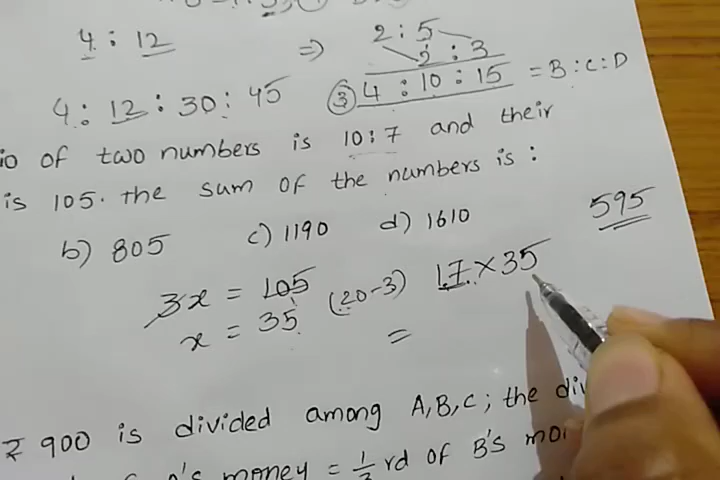 4 : 12 ⇒ 2 : 5
2 : 3
4 : 12 : 30 : 45 ③ 4 : 10 : 15 = B : C : D
io of two numbers is 10:7 and their
is 105. the sum of the numbers is :
b) 805 c) 1190 d) 1610 595
3x = 105 (20-3) 17 × 35
x = 35 =
₹ 900 is divided among A, B, C ; the di
money = 1/3 rd of B's mo